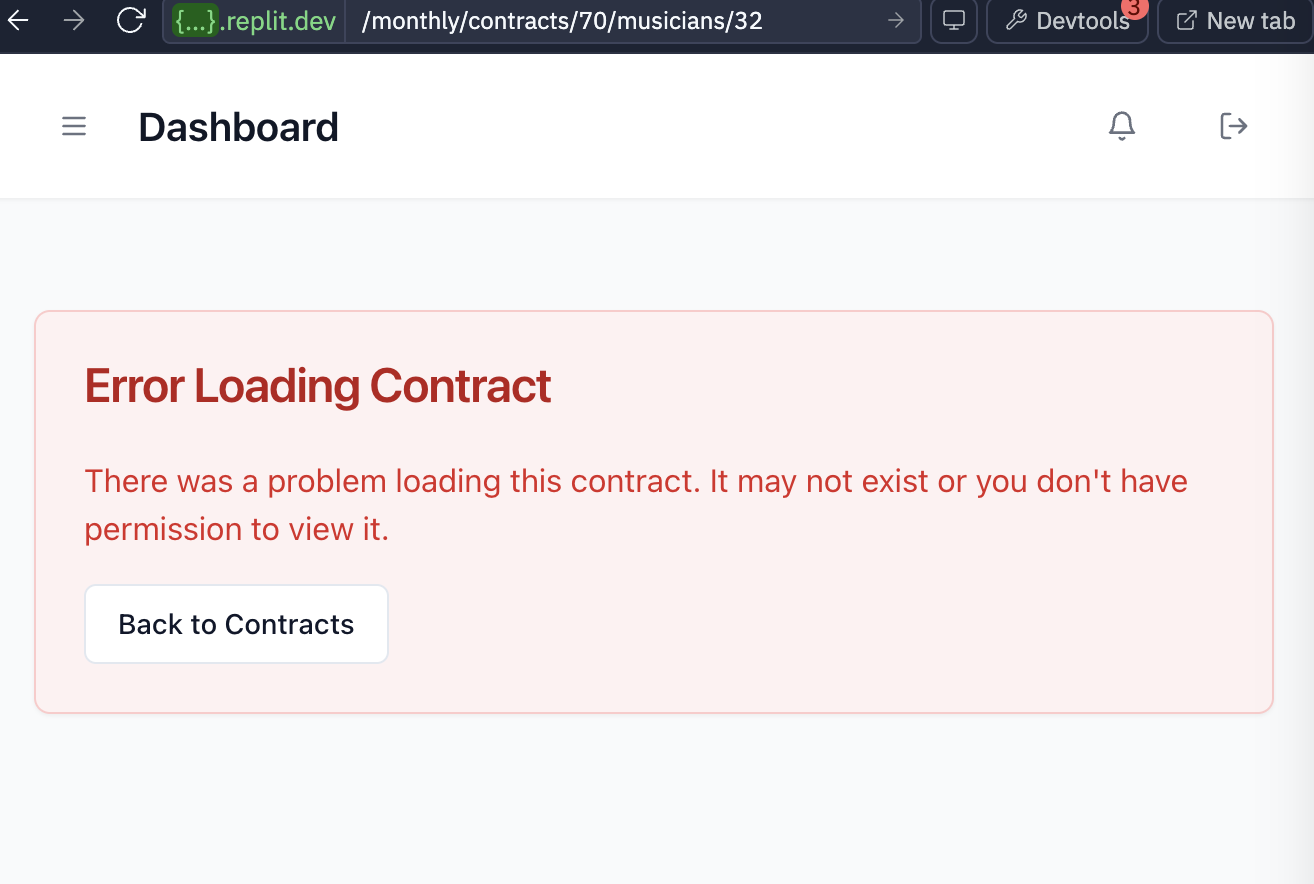 {...}.replit.dev /monthly/contracts/70/musicians/32 Devtools 3 New tab
Dashboard
Error Loading Contract
There was a problem loading this contract. It may not exist or you don't have
permission to view it.
Back to Contracts